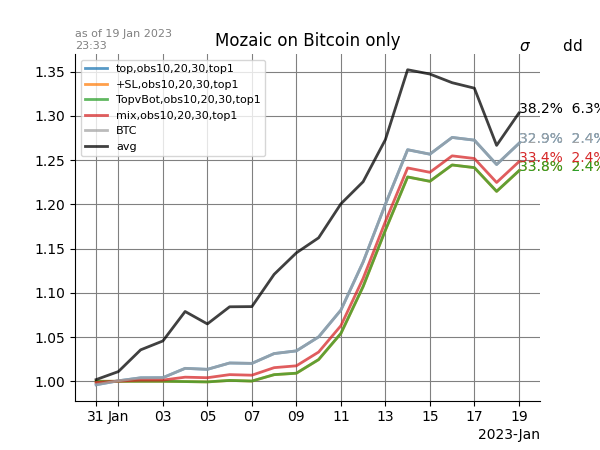 as of 19 Jan 2023
23:33
Mozaic on Bitcoin only
σ dd
top,obs10,20,30,top1
+SL,obs10,20,30,top1
TopvBot,obs10,20,30,top1
mix,obs10,20,30,top1
BTC
avg
1.35
1.30
1.25
1.20
1.15
1.10
1.05
1.00
38.2% 6.3%
32.9% 2.4%
33.4% 2.4%
33.8% 2.4%
31 Jan 03 05 07 09 11 13 15 17 19
2023-Jan